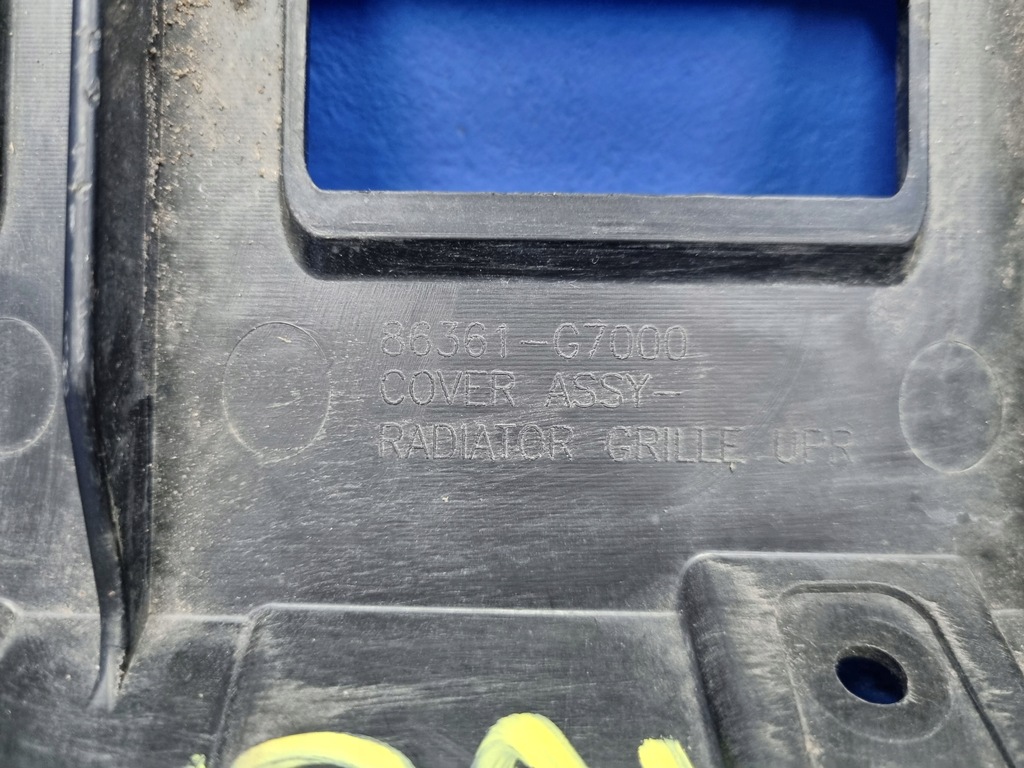 86361-G7000
COVER ASSY-
RADIATOR GRILLE UPR